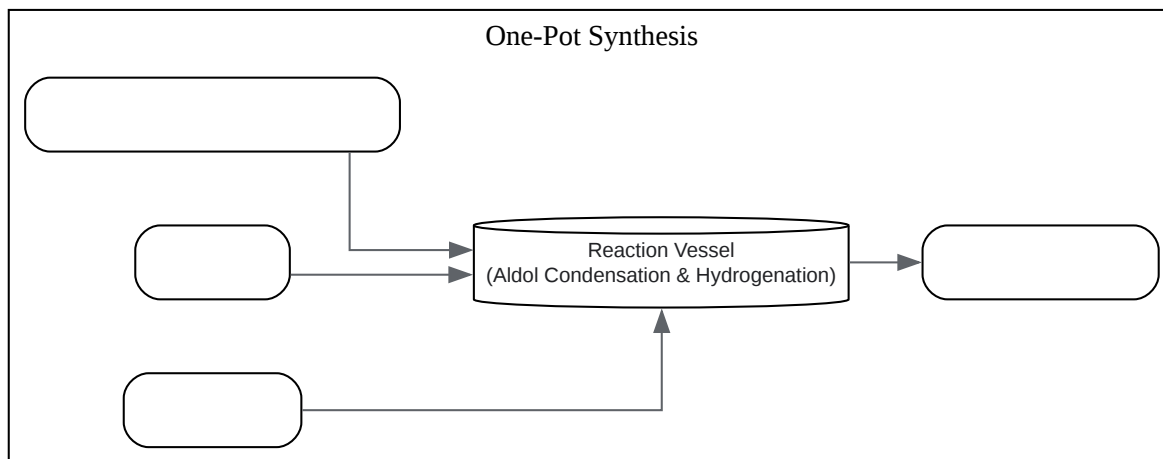 One-Pot Synthesis
Reaction Vessel
(Aldol Condensation & Hydrogenation)